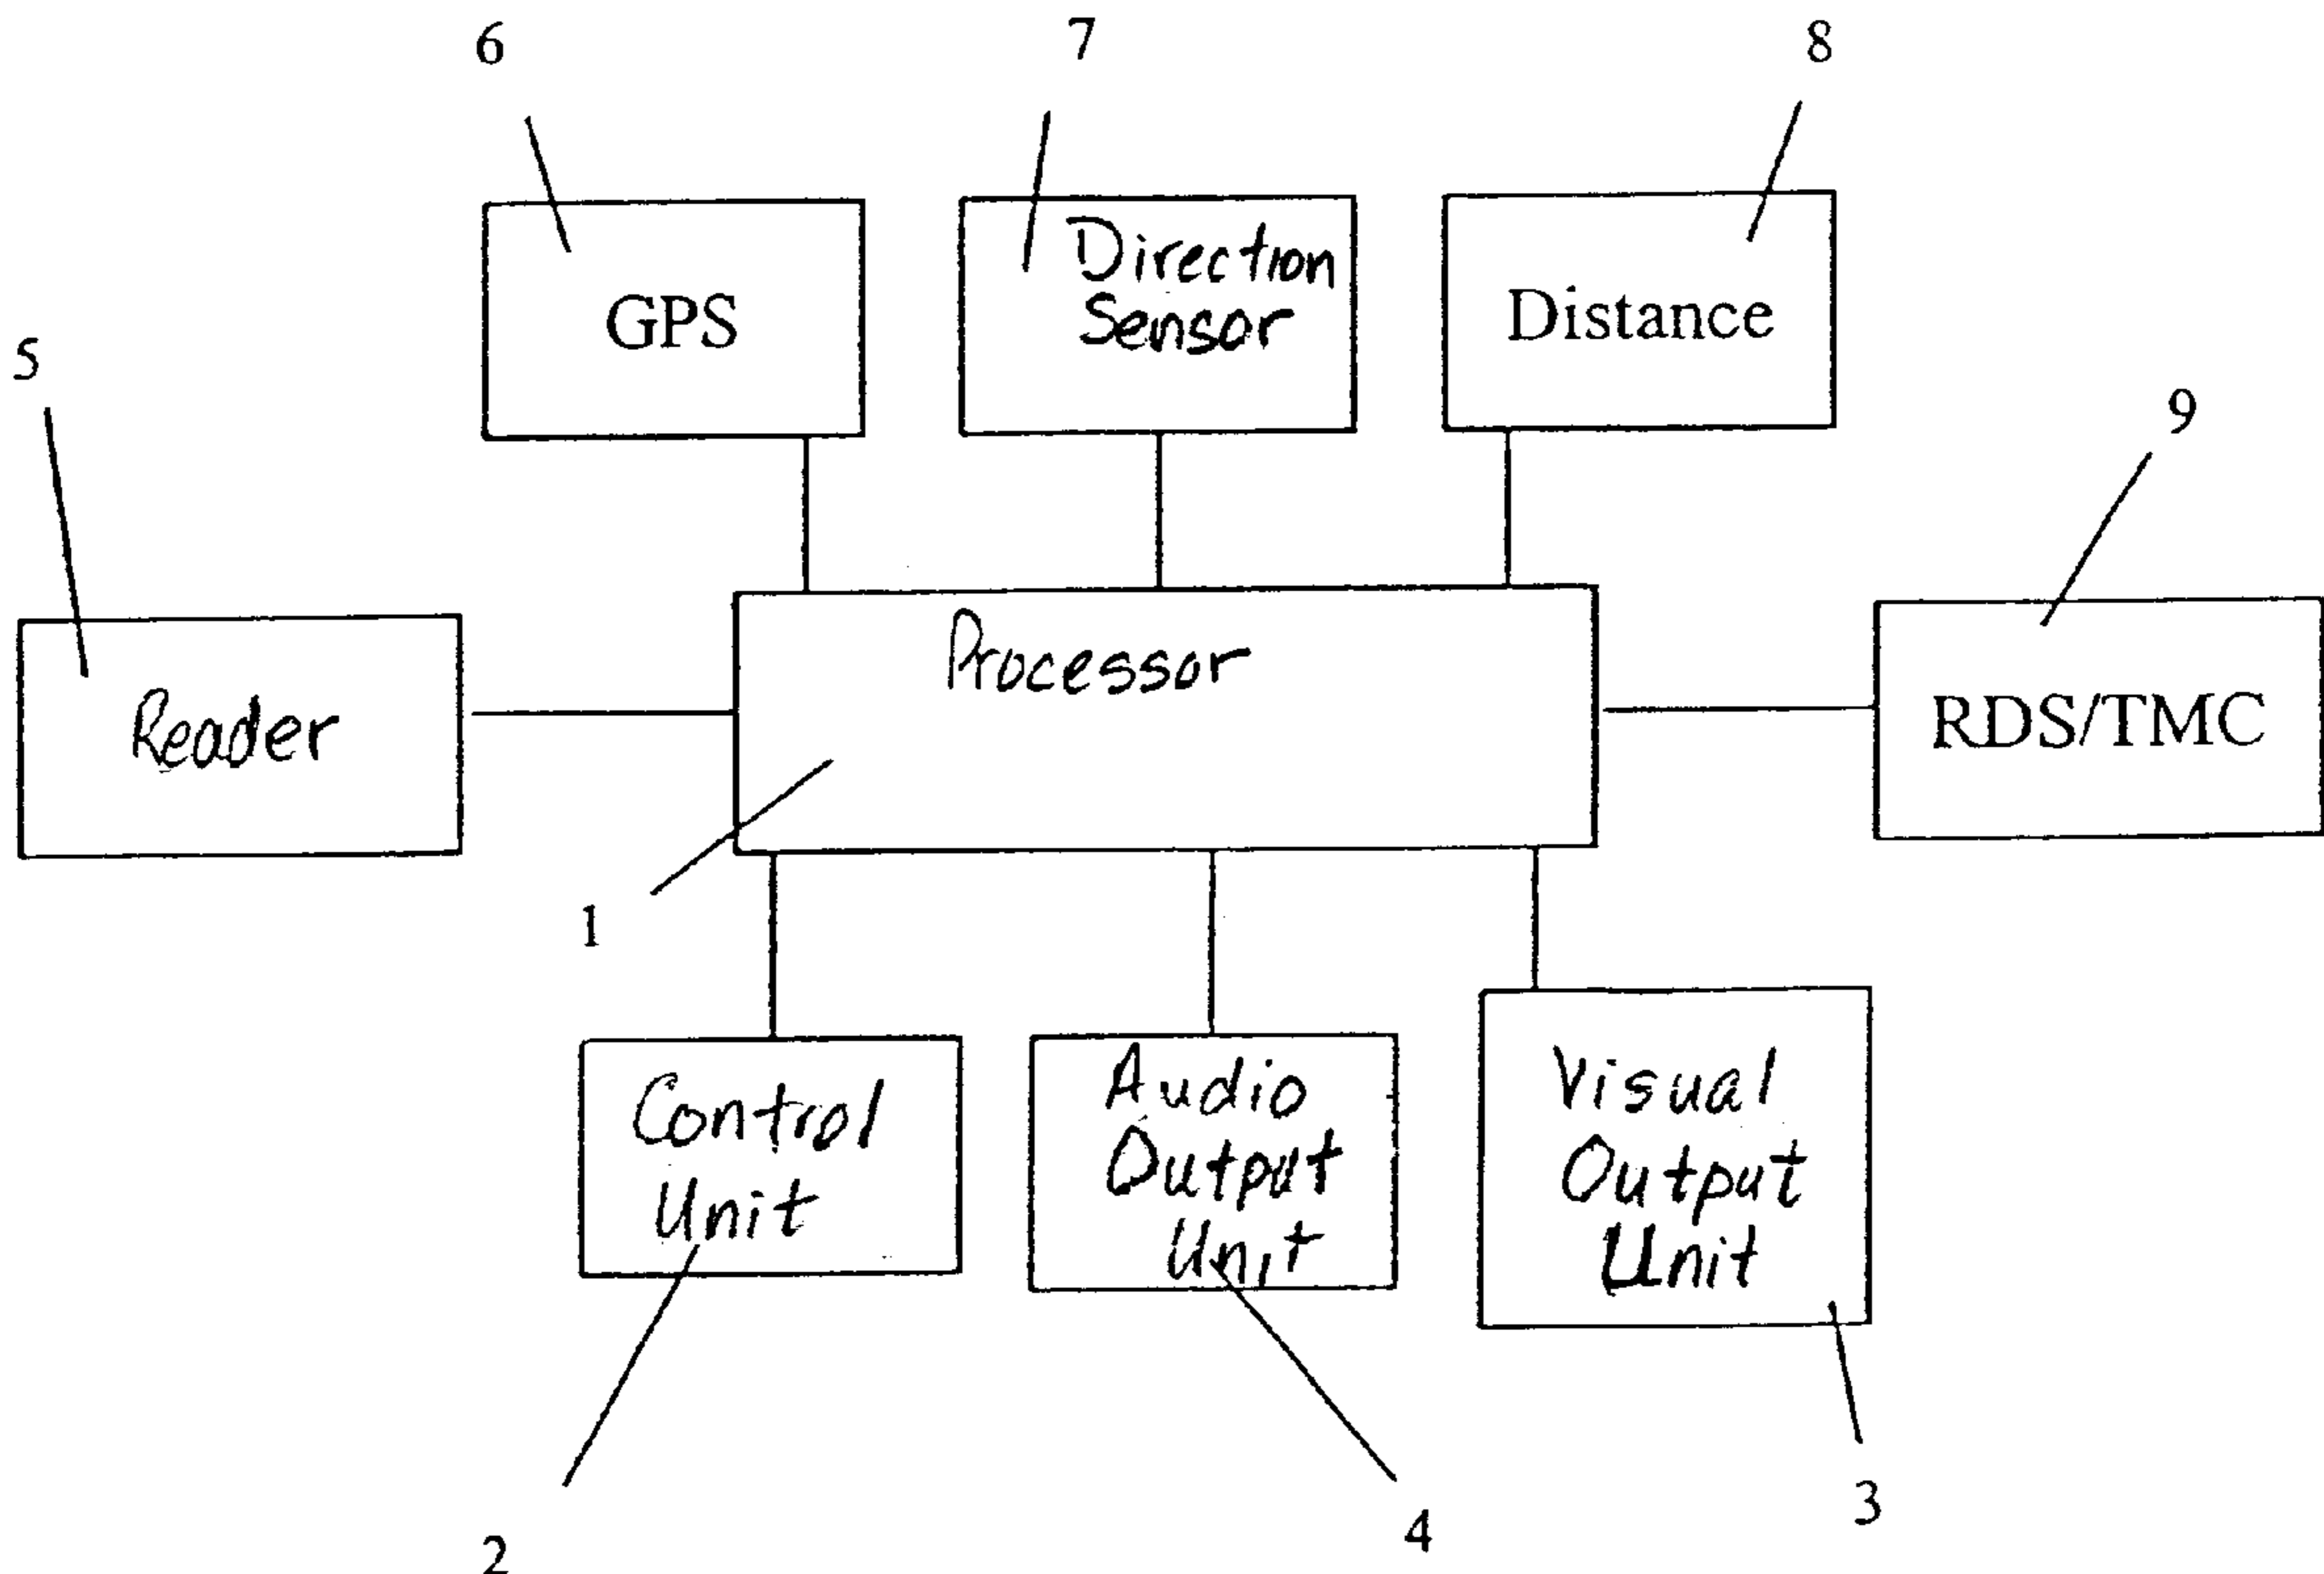 6
7
8
GPS
Direction
Sensor
Distance
5
9
Reader
Processor
RDS/TMC
1
Control
Unit
Audio
Output
Unit
Visual
Output
Unit
2
4
3